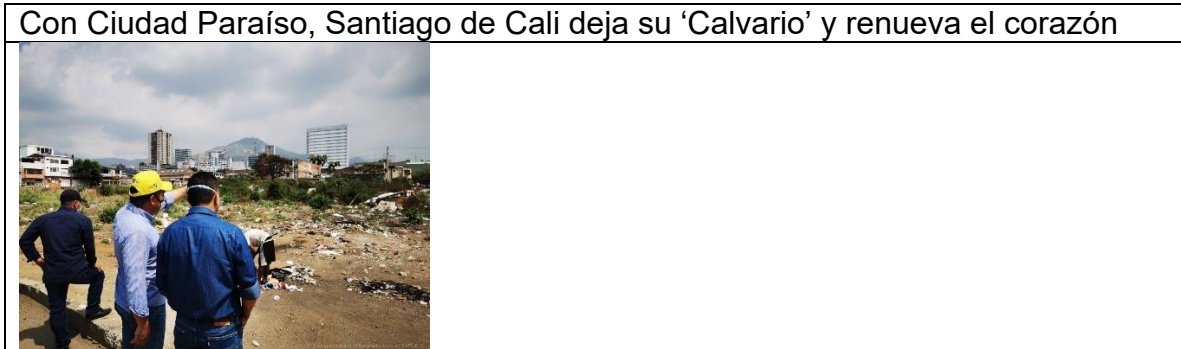 Con Ciudad Paraíso, Santiago de Cali deja su ‘Calvario’ y renueva el corazón